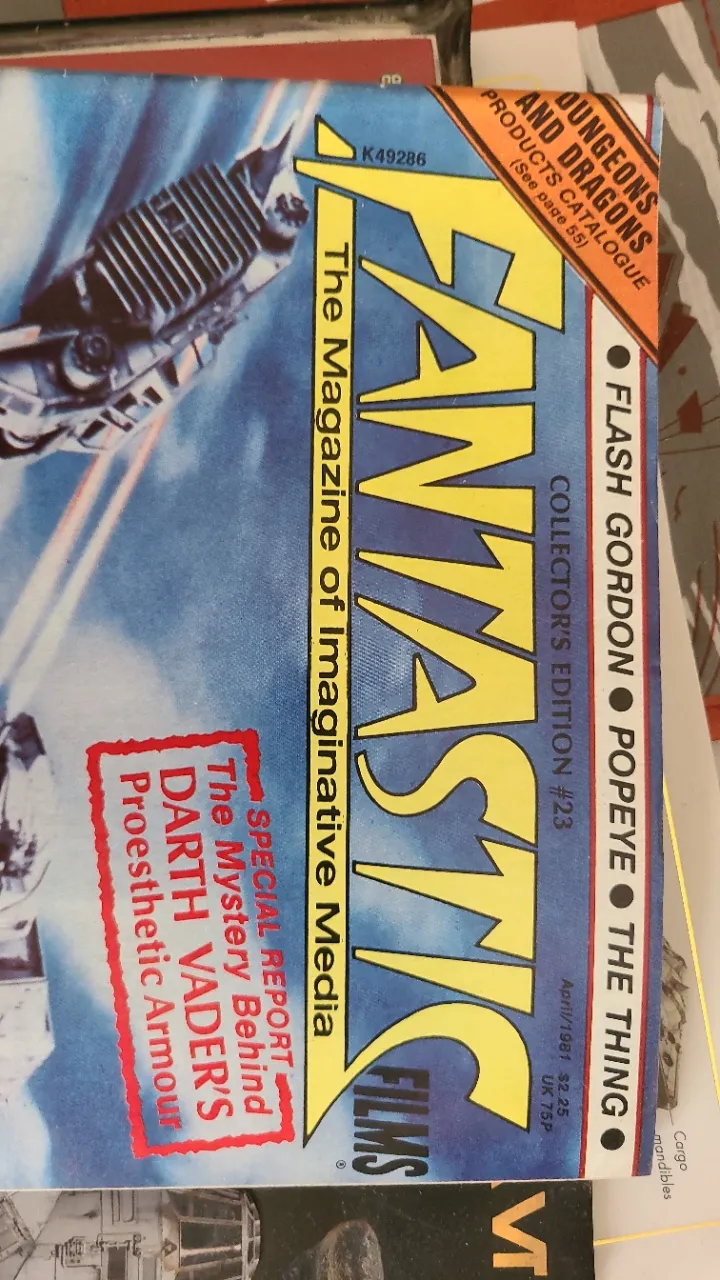 DUNGEONS
AND DRAGONS
PRODUCTS CATALOGUE
(See page 55)
● FLASH GORDON ● POPEYE ● THE THING ●
K49286
COLLECTOR'S EDITION #23
April/1981 $2.25
UK 75P
FANTASTIC
FILMS
®
The Magazine of Imaginative Media
SPECIAL REPORT
The Mystery Behind
DARTH VADER'S
Proesthetic Armour
Cargo
mandibles